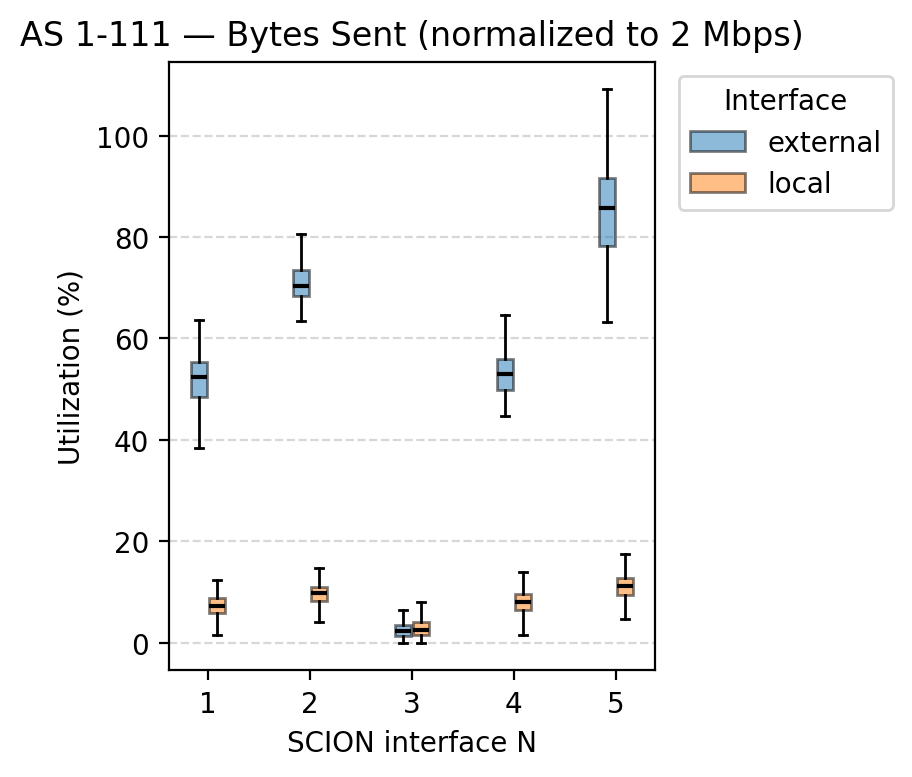 AS 1-111 — Bytes Sent (normalized to 2 Mbps)
Interface
external
local
Utilization (%)
100
80
60
40
20
0
1 2 3 4 5
SCION interface N